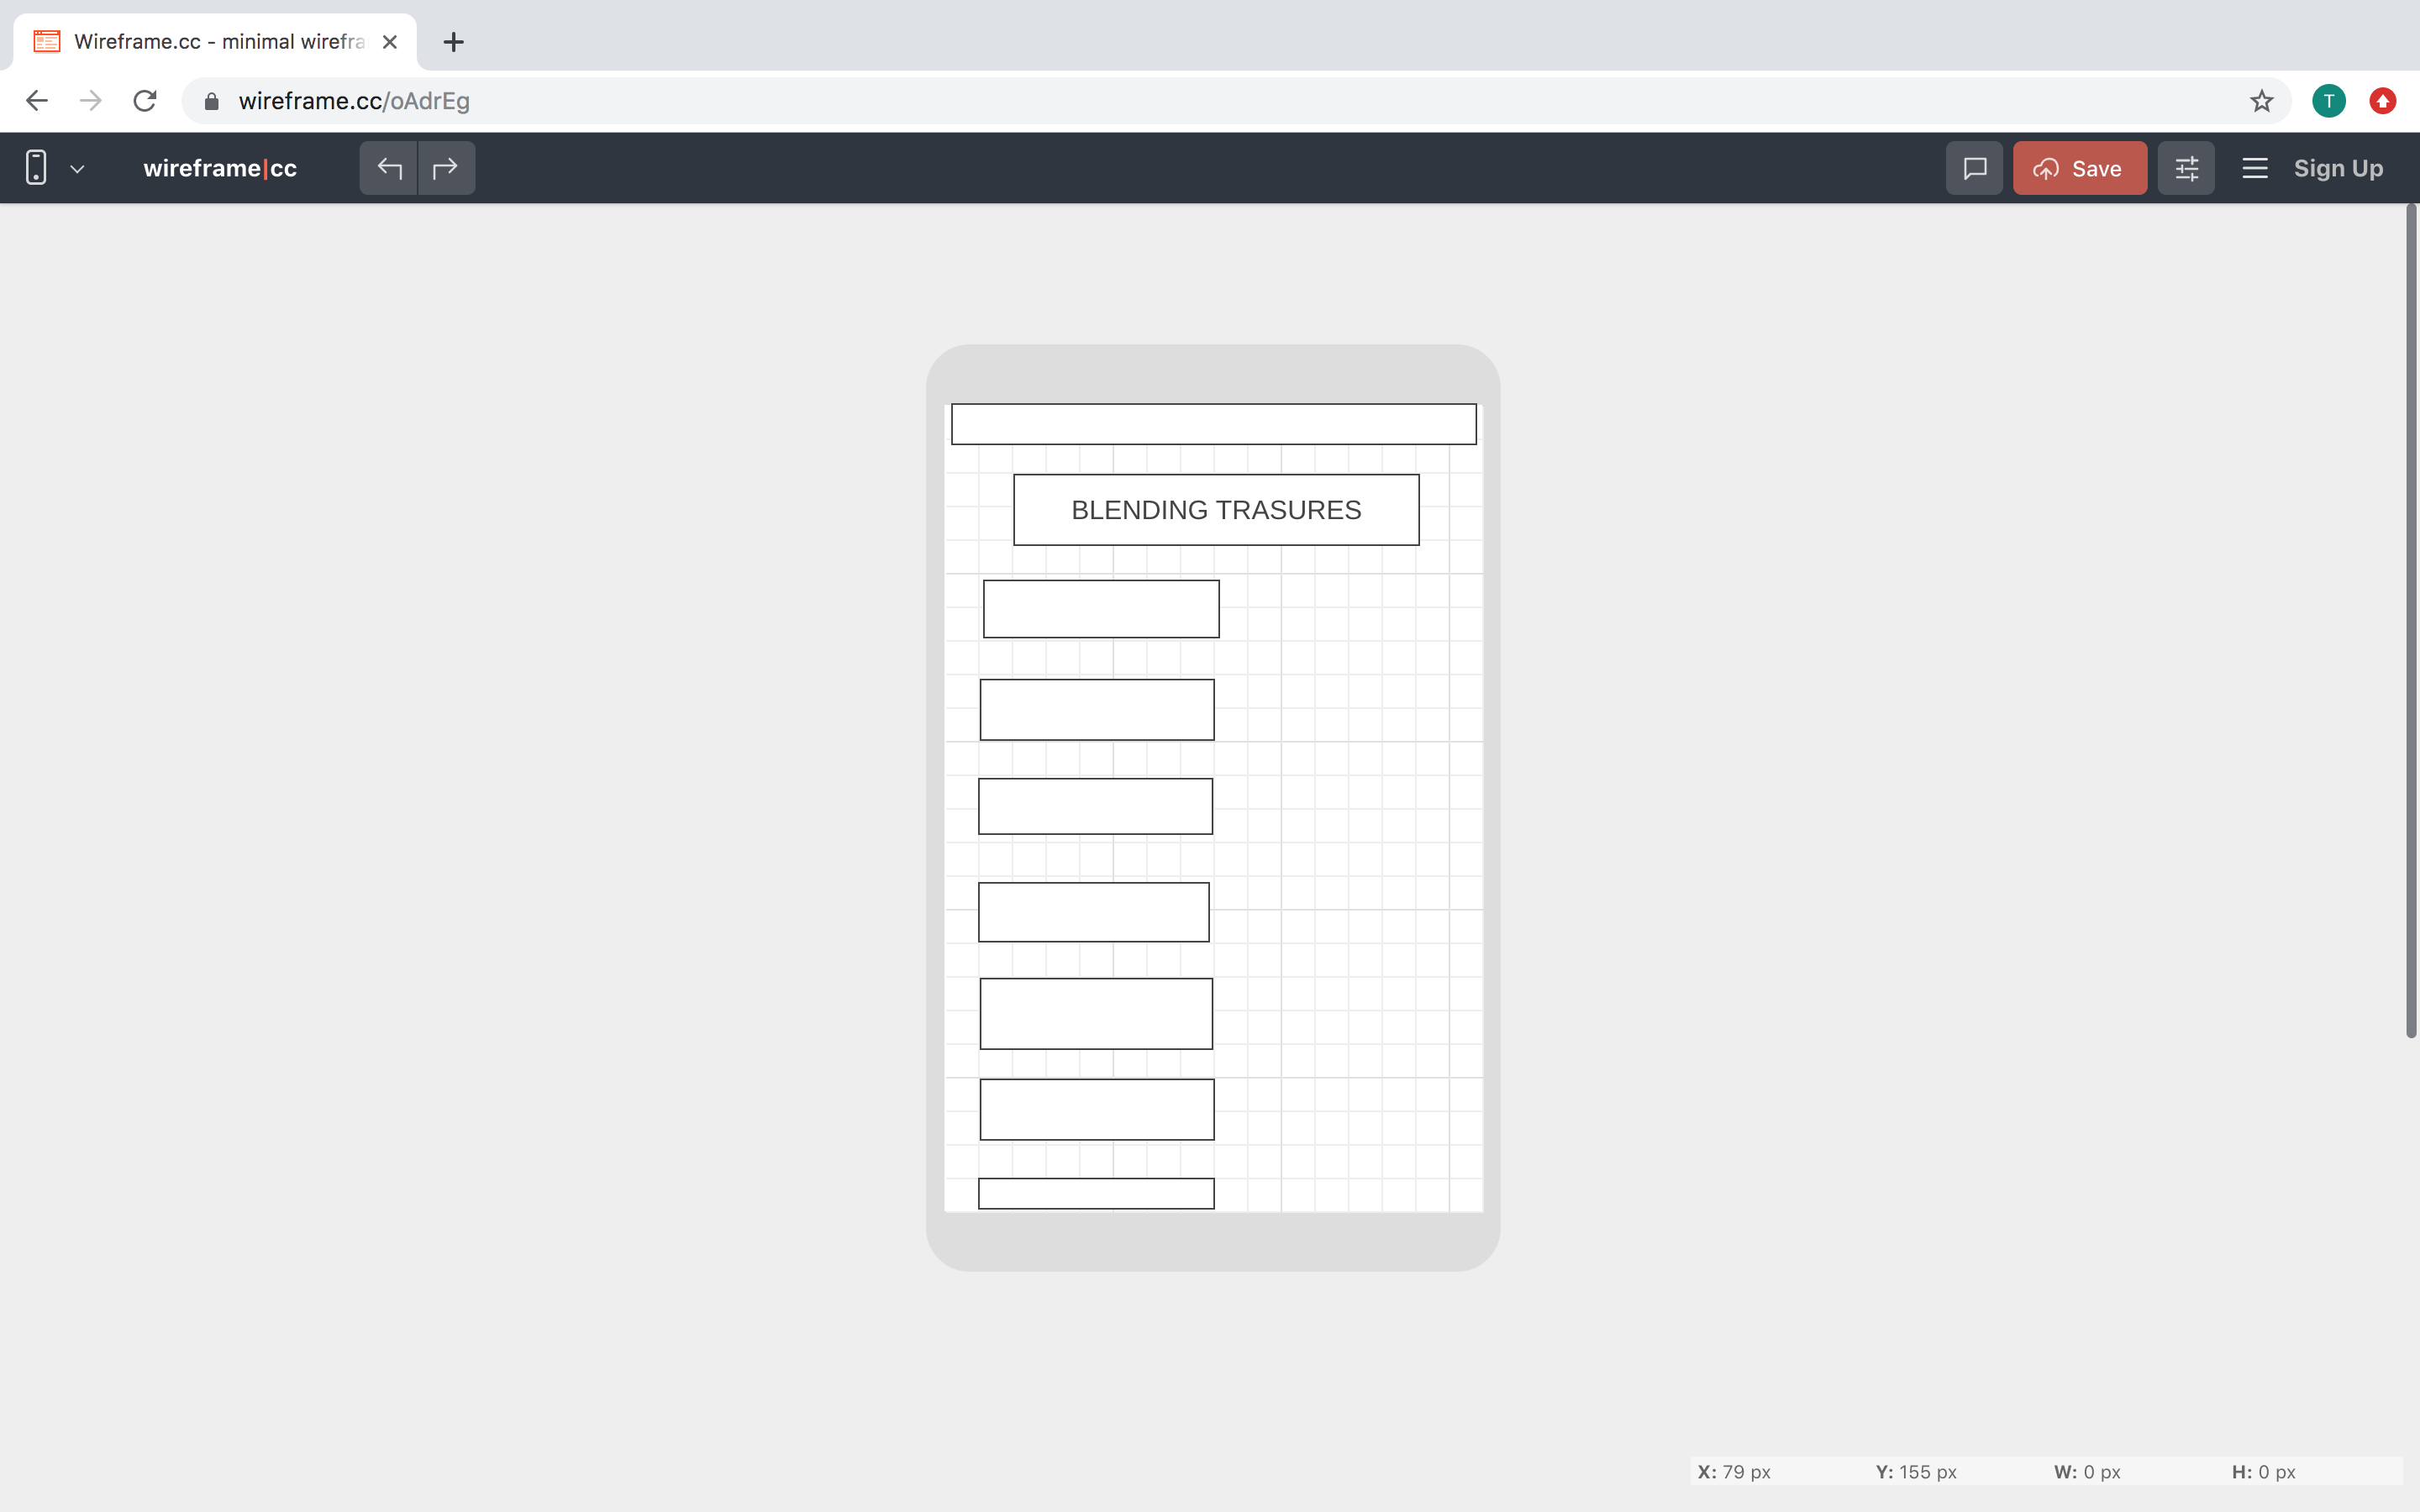 Wireframe.cc - minimal wirefra
wireframe.cc/oAdrEg
T
wireframe|cc
Save
Sign Up
BLENDING TRASURES
X: 79 px Y: 155 px W: 0 px H: 0 px